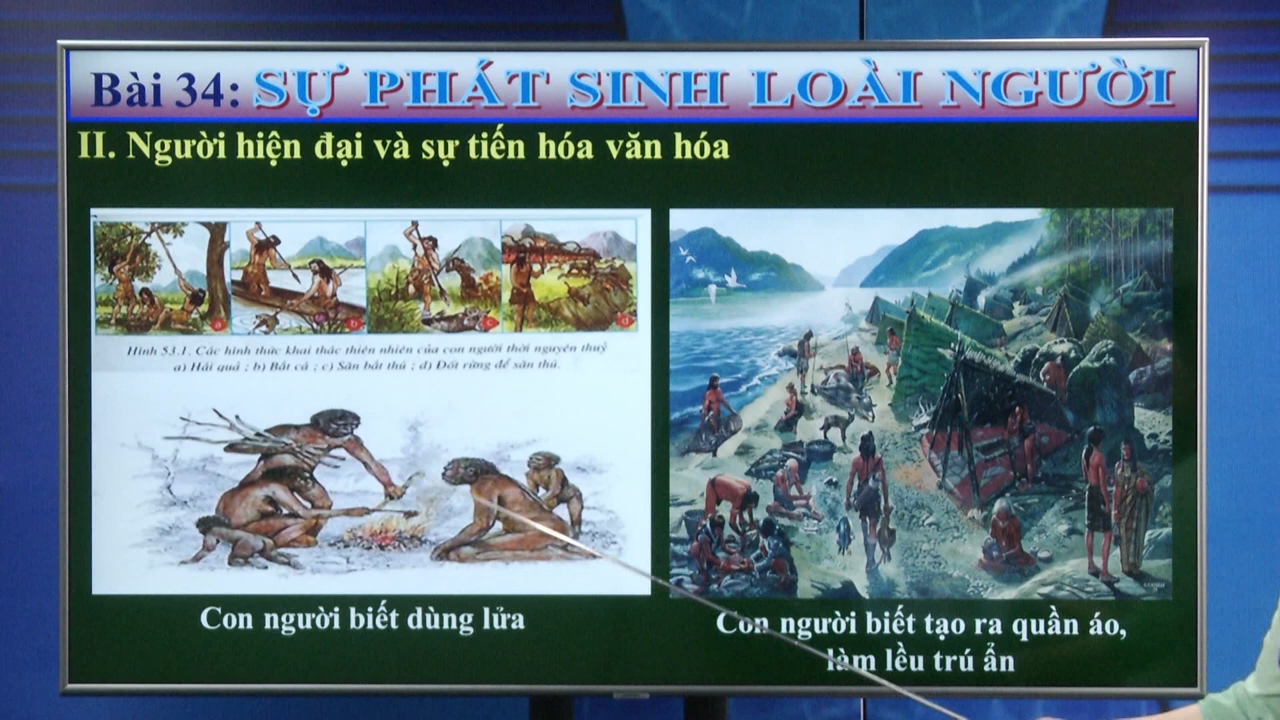 Bài 34: SỰ PHÁT SINH LOÀI NGƯỜI
II. Người hiện đại và sự tiến hóa văn hóa
a b c d
Hình 53.1. Các hình thức khai thác thiên nhiên của con người thời nguyên thuỷ
a) Hái quả ; b) Bắt cá ; c) Săn bắt thú ; d) Đốt rừng để săn thú.
Con người biết dùng lửa
Con người biết tạo ra quần áo,
làm lều trú ẩn